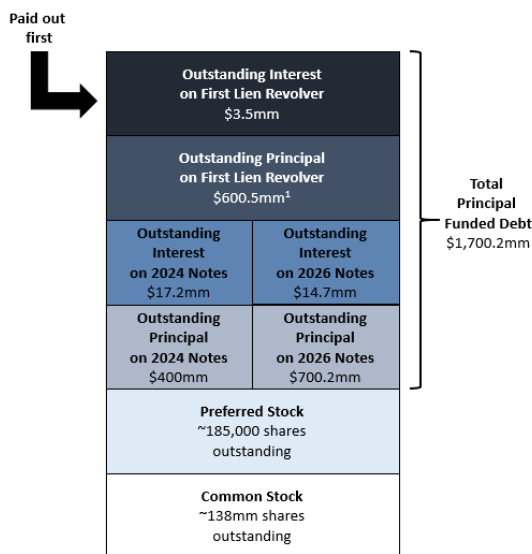 Paid out
first
Outstanding Interest
on First Lien Revolver
$3.5mm
Outstanding Principal
on First Lien Revolver
$600.5mm¹
Outstanding
Interest
on 2024 Notes
$17.2mm
Outstanding
Interest
on 2026 Notes
$14.7mm
Outstanding
Principal
on 2024 Notes
$400mm
Outstanding
Principal
on 2026 Notes
$700.2mm
Preferred Stock
~185,000 shares
outstanding
Common Stock
~138mm shares
outstanding
Total
Principal
Funded Debt
$1,700.2mm